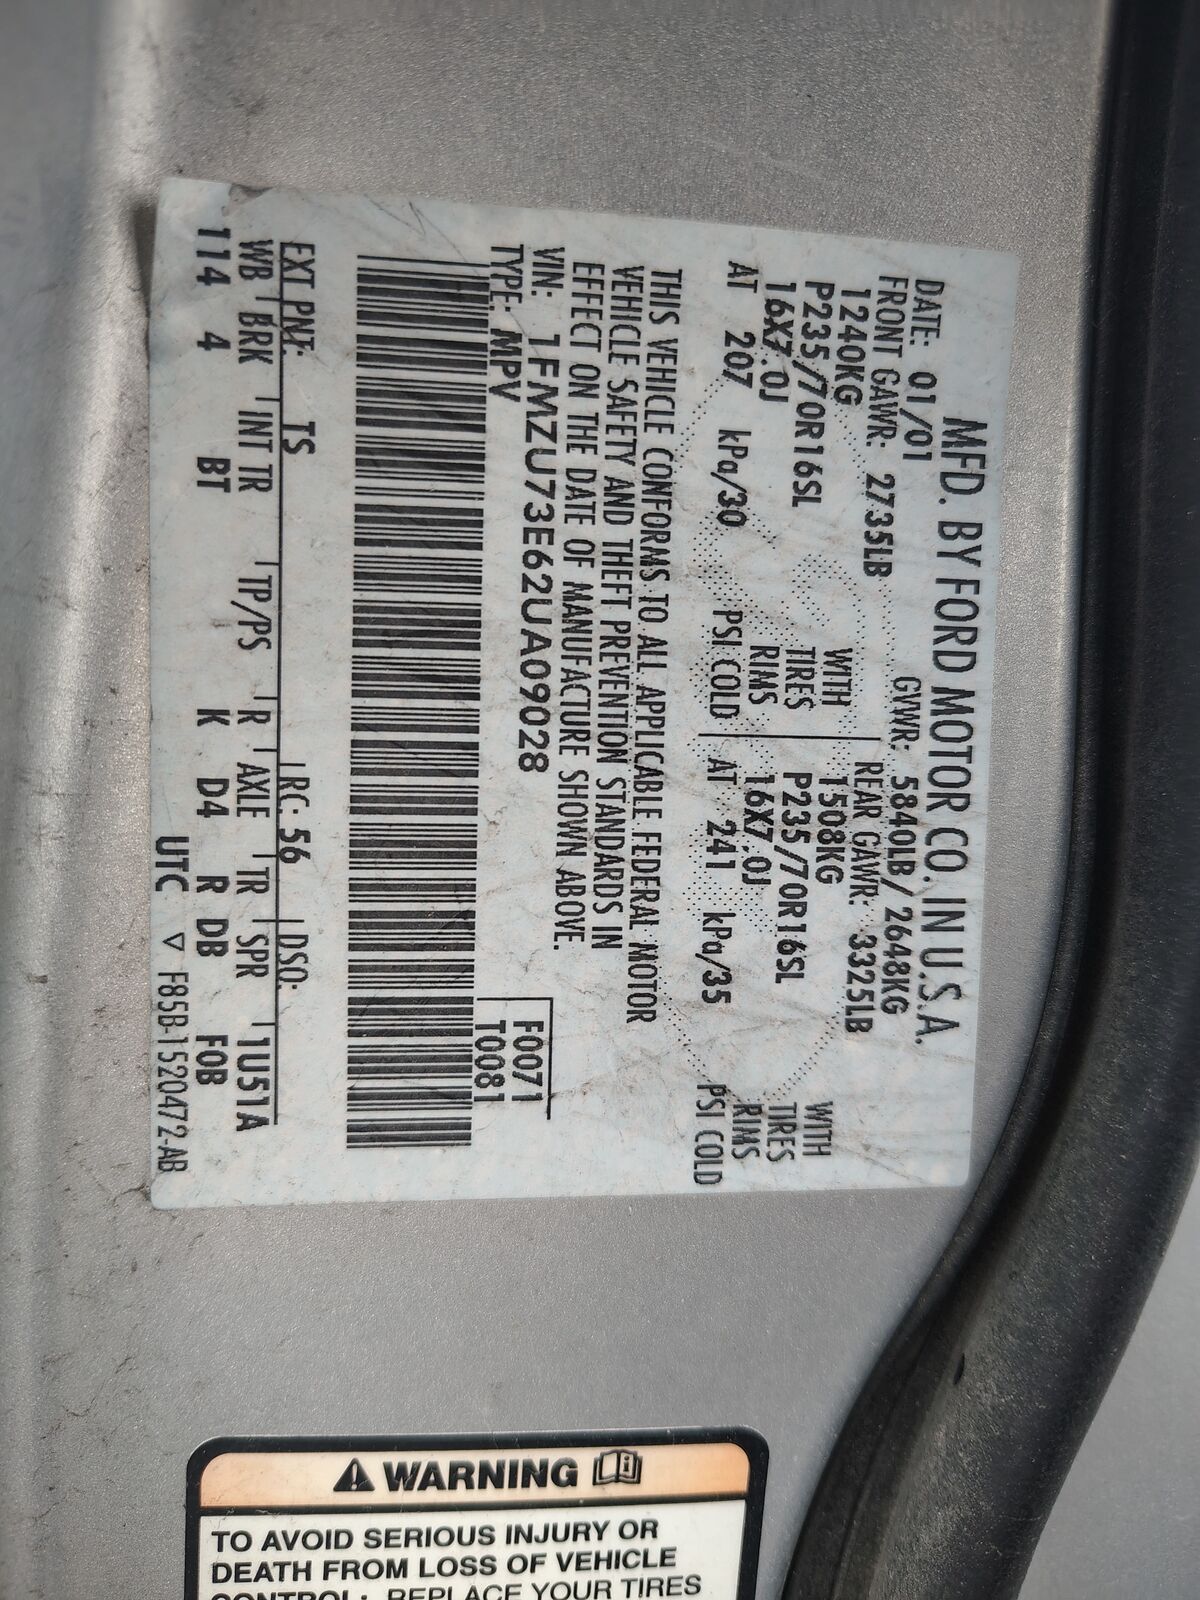 MFD. BY FORD MOTOR CO. IN U.S.A.
DATE: 01/01 GVWR: 5840LB/ 2648KG
FRONT GAWR: 2735LB REAR GAWR: 3325LB
1240KG WITH 1508KG WITH
P235/70R16SL TIRES P235/70R16SL TIRES
16X7.0J RIMS 16X7.0J RIMS
AT 207 kPa/30 PSI COLD AT 241 kPa/35 PSI COLD
THIS VEHICLE CONFORMS TO ALL APPLICABLE FEDERAL MOTOR
VEHICLE SAFETY AND THEFT PREVENTION STANDARDS IN
EFFECT ON THE DATE OF MANUFACTURE SHOWN ABOVE.
VIN: 1FMZU73E62UA09028 F0071
TYPE: MPV T0081
EXT PNT: TS RC: 56 DSO:
WB BRK INT TR TP/PS R AXLE TR SPR 1U51A
114 4 BT K D4 R DB F0B
UTC ▽ F85B-1520472-AB
⚠ WARNING
TO AVOID SERIOUS INJURY OR
DEATH FROM LOSS OF VEHICLE
CONTROL: REPLACE YOUR TIRES